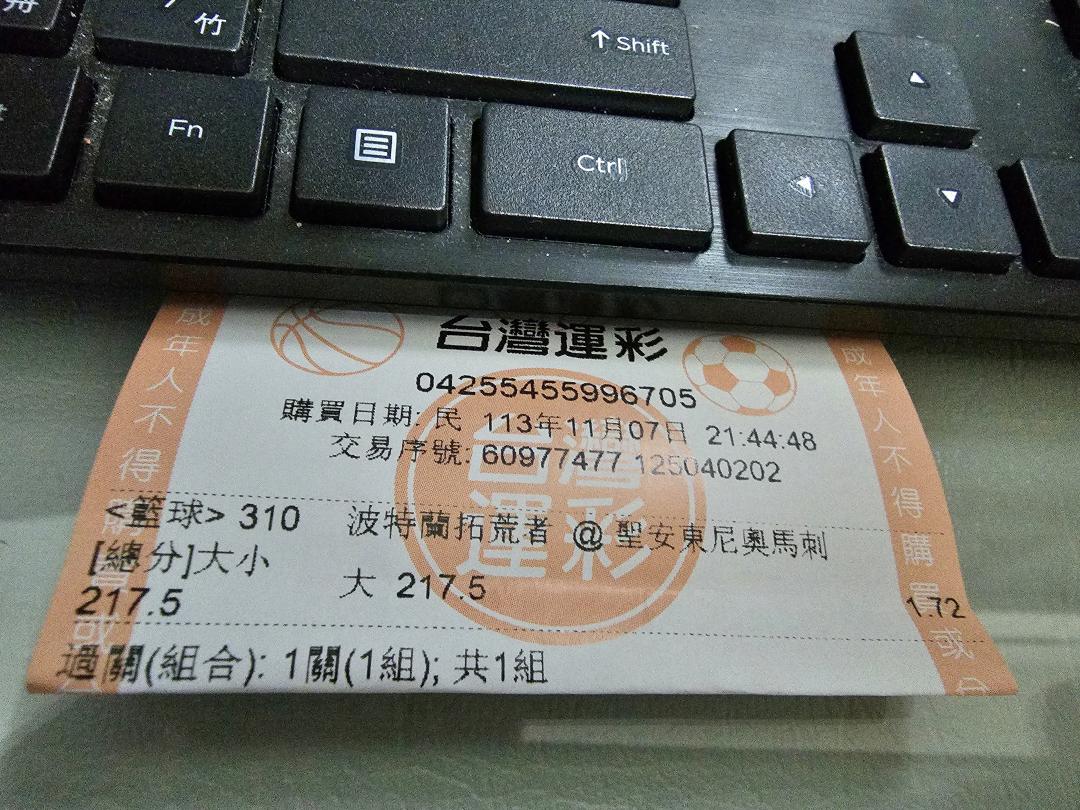 竹
↑ Shift
Fn
Ctrl
台灣運彩
04255455996705
購買日期: 民 113年11月07日 21:44:48
交易序號: 60977477 125040202
<籃球> 310 波特蘭拓荒者 @ 聖安東尼奧馬刺
[總分]大小
217.5 大 217.5 1.72
過關(組合): 1關(1組); 共1組
成年人不得購買或
成年人不得購買或
台灣運彩